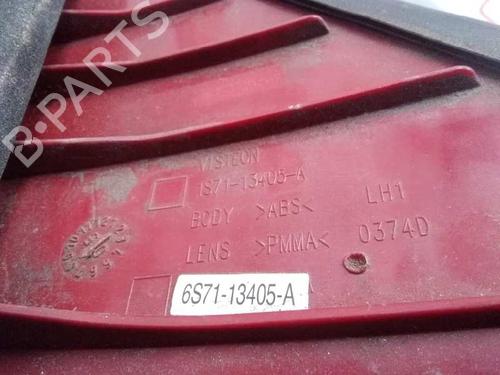 B-PARTS
VISTEON
1S71-13405-A
BODY >ABS< LH1
LENS >PMMA< 0374D
6S71-13405-A